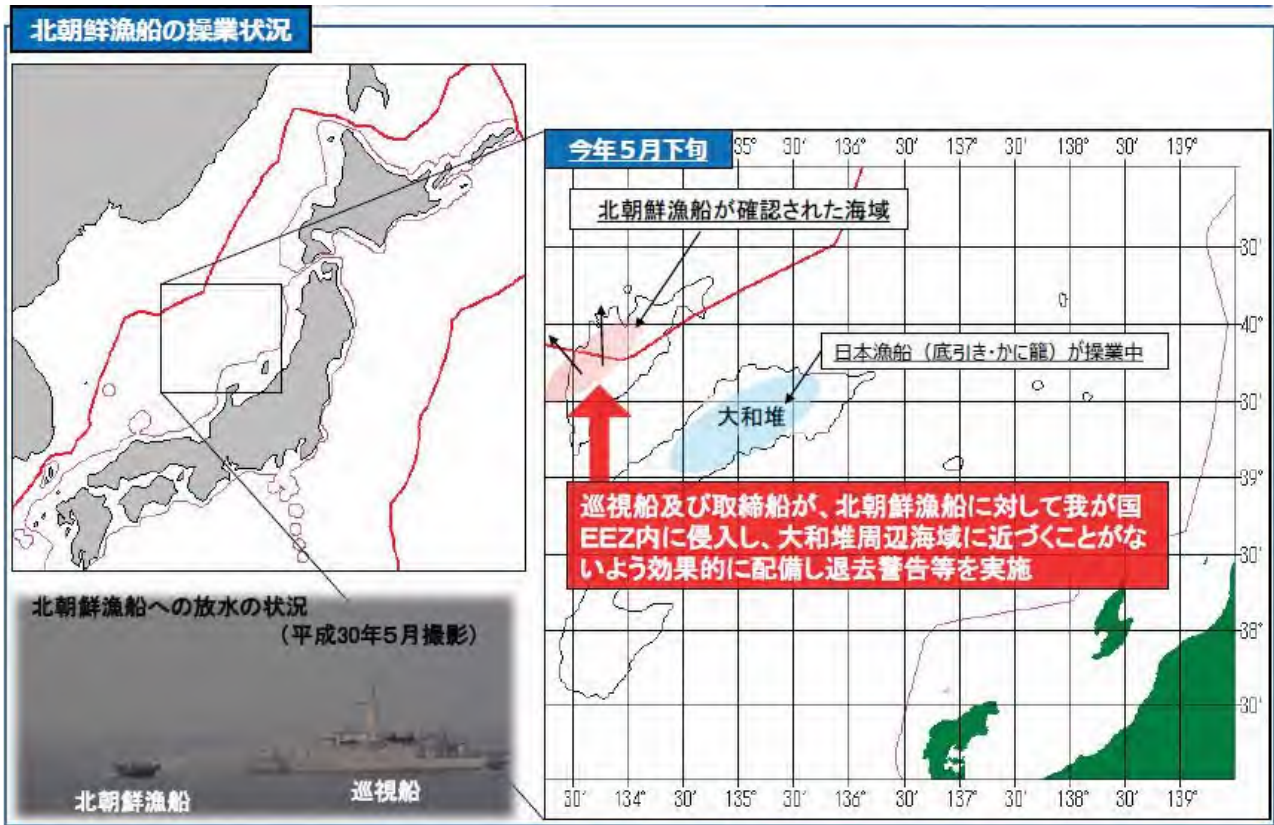 北朝鮮漁船の操業状況
今年5月下旬
35° 30′ 136° 30′ 137° 30′ 138° 30′ 139°
北朝鮮漁船が確認された海域
30′
40°
日本漁船（底引き・かに籠）が操業中
大和堆
30′
39°
巡視船及び取締船が、北朝鮮漁船に対して我が国
EEZ内に侵入し、大和堆周辺海域に近づくことがな
いよう効果的に配備し退去警告等を実施
30′
38°
30′
30′ 134° 30′ 135° 30′ 136° 30′ 137° 30′ 138° 30′ 139°
北朝鮮漁船への放水の状況
（平成30年5月撮影）
北朝鮮漁船
巡視船